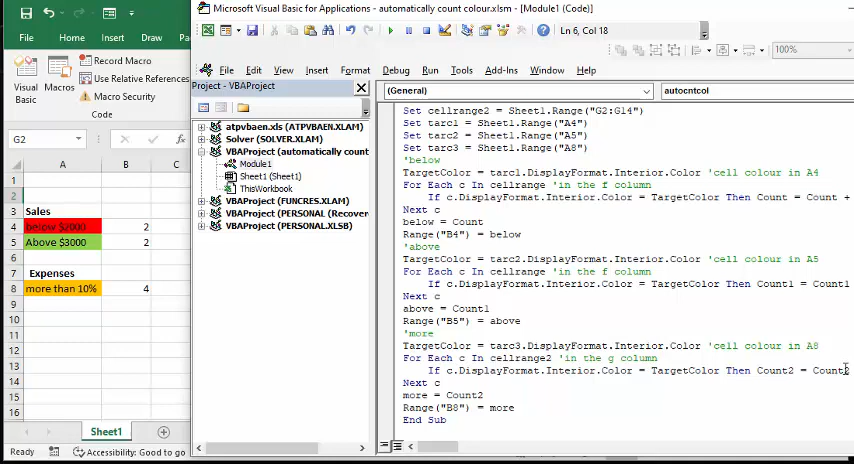 Microsoft Visual Basic for Applications - automatically count colour.xlsm - [Module1 (Code)]
File Home Insert Draw
Ln 6, Col 18
100%
File Edit View Insert Format Debug Run Tools Add-Ins Window Help
Visual Basic
Macros
Record Macro
Use Relative References
Macro Security
Code
G2
A B C
1
2
3 Sales
4 below $2000 2
5 Above $3000 2
6
7 Expenses
8 more than 10% 4
9
10
11
12
13
14
15
16
Sheet1
Ready Accessibility: Good to go
Project - VBAProject
atpvbaen.xls (ATPVBAEN.XLAM)
Solver (SOLVER.XLAM)
VBAProject (automatically count
Module1
Sheet1 (Sheet1)
ThisWorkbook
VBAProject (FUNCRES.XLAM)
VBAProject (PERSONAL (Recover
VBAProject (PERSONAL.XLSB)
(General) autocntcol
Set cellrange2 = Sheet1.Range("G2:G14")
Set tarc1 = Sheet1.Range("A4")
Set tarc2 = Sheet1.Range("A5")
Set tarc3 = Sheet1.Range("A8")
'below
TargetColor = tarc1.DisplayFormat.Interior.Color 'cell colour in A4
For Each c In cellrange 'in the f column
If c.DisplayFormat.Interior.Color = TargetColor Then Count = Count +
Next c
below = Count
Range("B4") = below
'above
TargetColor = tarc2.DisplayFormat.Interior.Color 'cell colour in A5
For Each c In cellrange 'in the f column
If c.DisplayFormat.Interior.Color = TargetColor Then Count1 = Count1
Next c
above = Count1
Range("B5") = above
'more
TargetColor = tarc3.DisplayFormat.Interior.Color 'cell colour in A8
For Each c In cellrange2 'in the g column
If c.DisplayFormat.Interior.Color = TargetColor Then Count2 = Count2
Next c
more = Count2
Range("B8") = more
End Sub